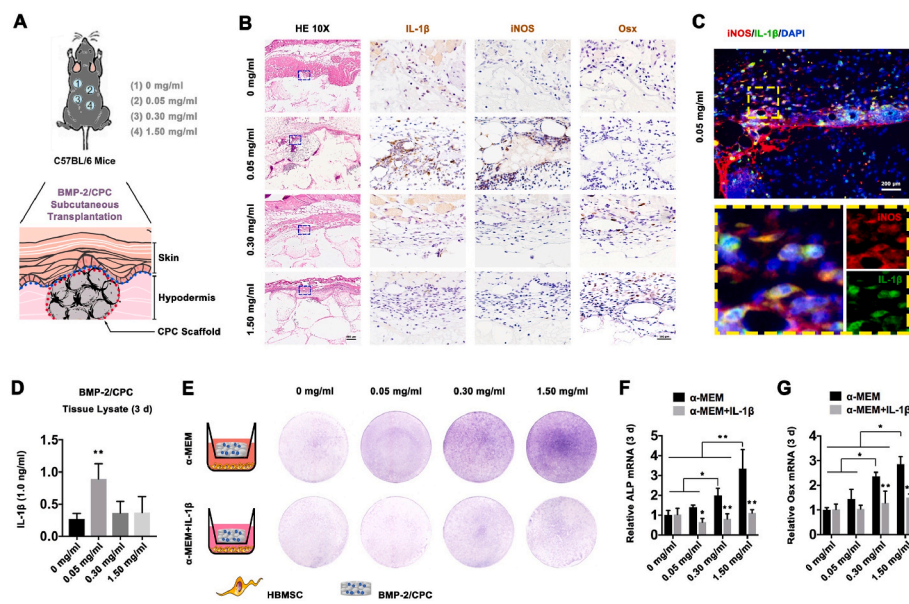 A
(1) 0 mg/ml
(2) 0.05 mg/ml
(3) 0.30 mg/ml
(4) 1.50 mg/ml
1
2
3
4
C57BL/6 Mice
BMP-2/CPC
Subcutaneous
Transplantation
Skin
Hypodermis
CPC Scaffold
B
HE 10X
IL-1β
iNOS
Osx
0 mg/ml
0.05 mg/ml
0.30 mg/ml
1.50 mg/ml
C
iNOS/IL-1β/DAPI
0.05 mg/ml
200 μm
iNOS
IL-1β
D
BMP-2/CPC
Tissue Lysate (3 d)
IL-1β (1.0 ng/ml)
1.5
1.0
0.5
0.0
**
0 mg/ml
0.05 mg/ml
0.30 mg/ml
1.50 mg/ml
E
0 mg/ml
0.05 mg/ml
0.30 mg/ml
1.50 mg/ml
α-MEM
α-MEM+IL-1β
HBMSC
BMP-2/CPC
F
α-MEM
α-MEM+IL-1β
Relative ALP mRNA (3 d)
5
4
3
2
1
0
**
*
*
**
**
0 mg/ml
0.05 mg/ml
0.30 mg/ml
1.50 mg/ml
G
α-MEM
α-MEM+IL-1β
Relative Osx mRNA (3 d)
4
3
2
1
0
*
*
**
*
0 mg/ml
0.05 mg/ml
0.30 mg/ml
1.50 mg/ml